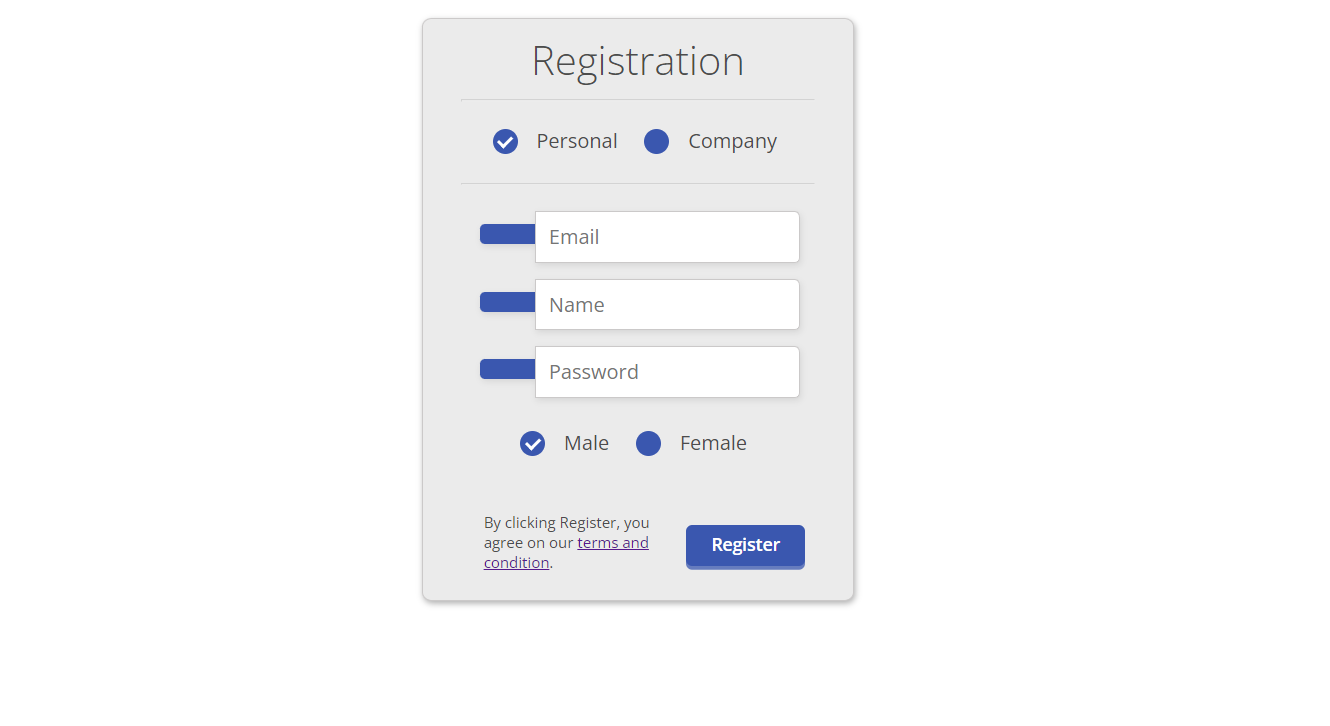 Registration
Personal Company
Email
Name
Password
Male Female
By clicking Register, you
agree on our terms and
condition.
Register